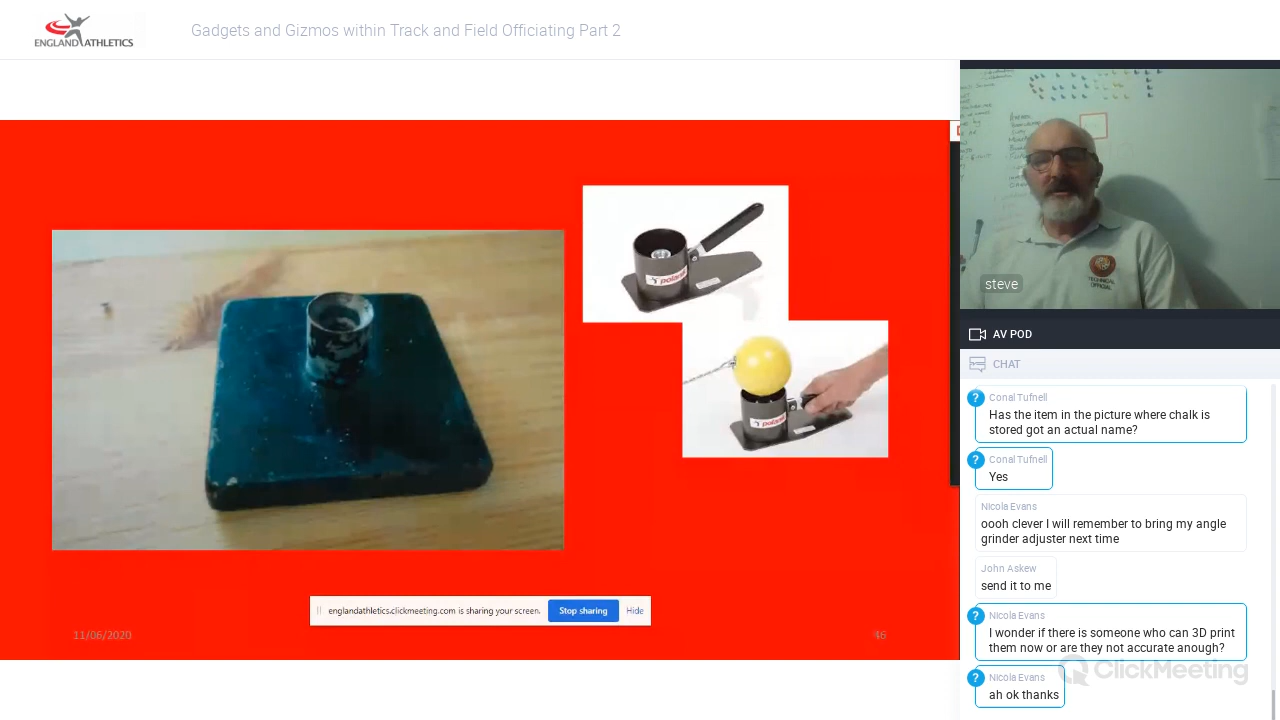 ENGLAND ATHLETICS
Gadgets and Gizmos within Track and Field Officiating Part 2
polanik
polanik
TECHNICAL
OFFICIAL
steve
AV POD
CHAT
englandathletics.clickmeeting.com is sharing your screen.
Stop sharing
Hide
11/06/2020
46
? Conal Tufnell
Has the item in the picture where chalk is
stored got an actual name?
? Conal Tufnell
Yes
Nicola Evans
oooh clever I will remember to bring my angle
grinder adjuster next time
John Askew
send it to me
? Nicola Evans
I wonder if there is someone who can 3D print
them now or are they not accurate anough?
? Nicola Evans
ah ok thanks
ClickMeeting